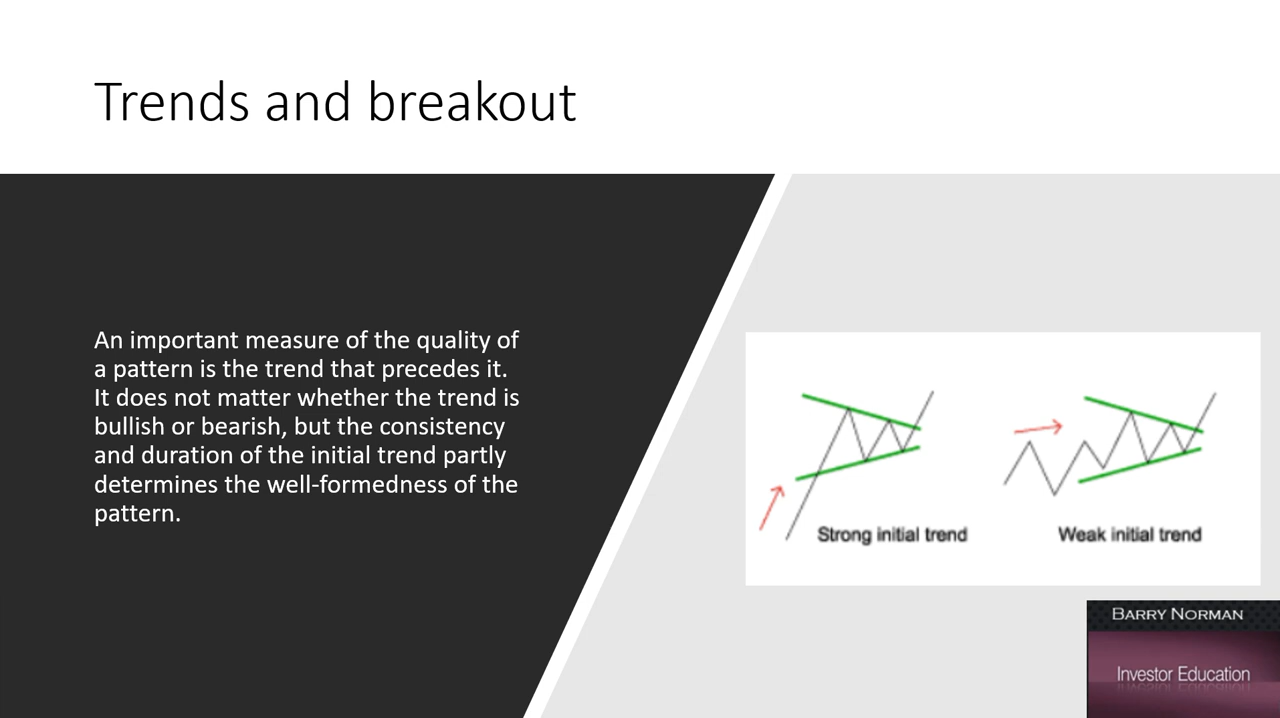 Trends and breakout
An important measure of the quality of
a pattern is the trend that precedes it.
It does not matter whether the trend is
bullish or bearish, but the consistency
and duration of the initial trend partly
determines the well-formedness of the
pattern.
Strong initial trend
Weak initial trend
BARRY NORMAN
Investor Education